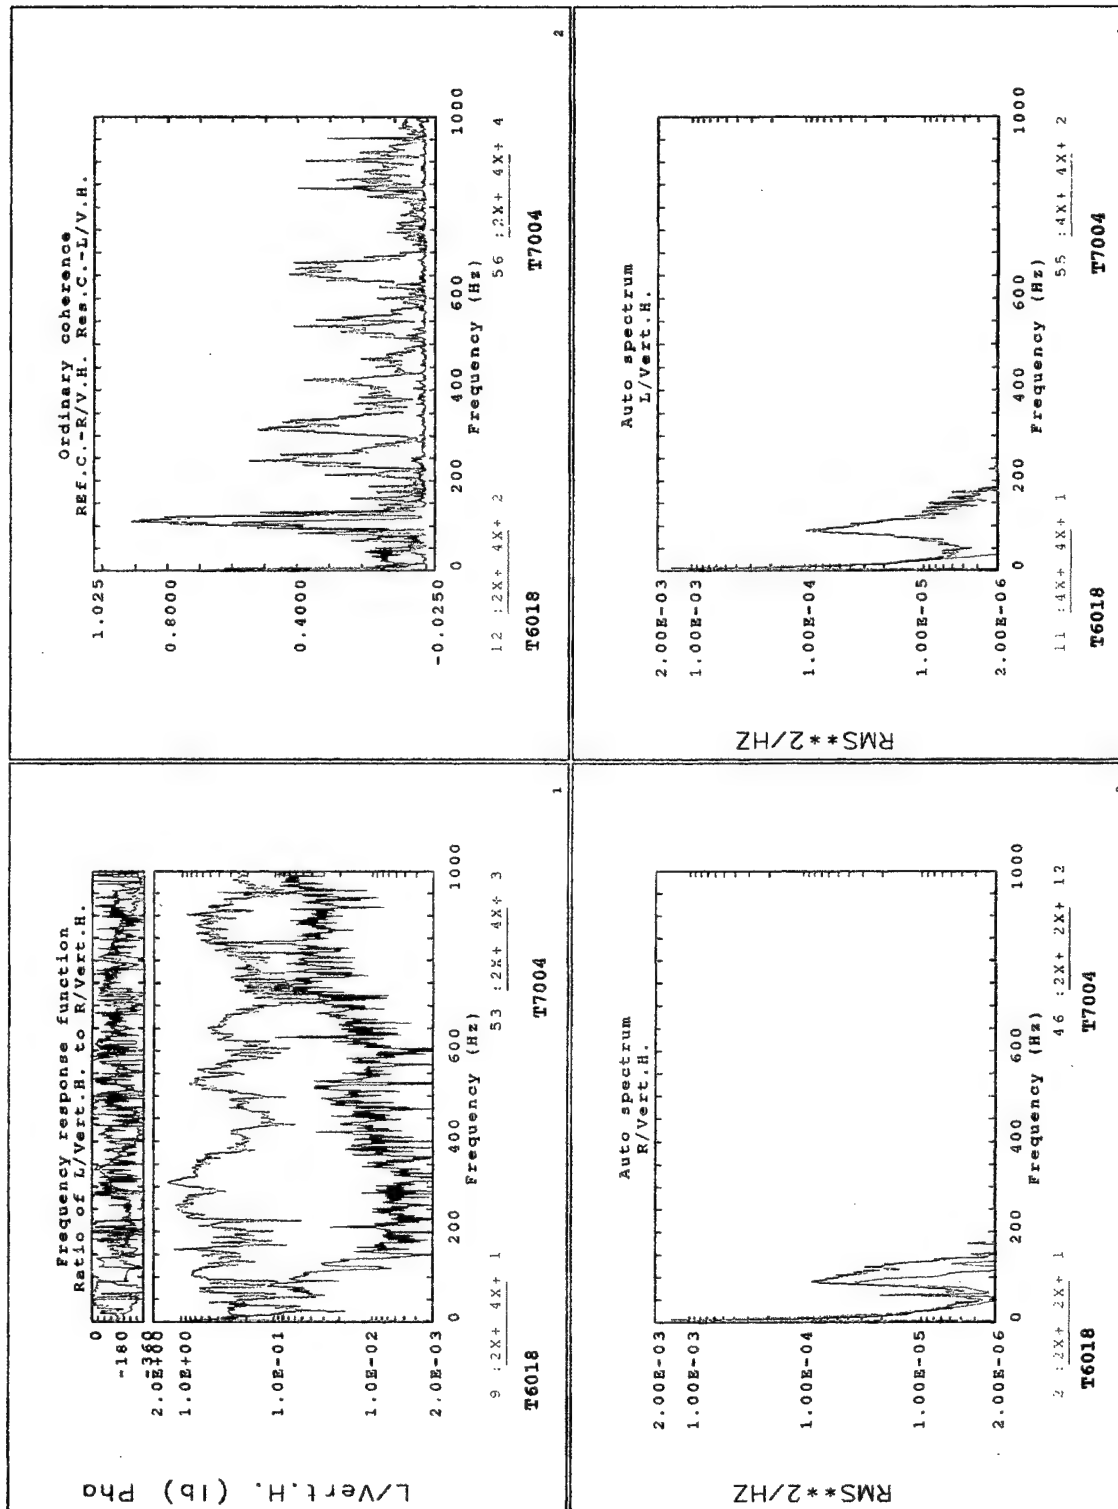 Frequency response function
Ratio of L/Vert.H. to R/Vert.H.
L/Vert.H. (lb) Pha
0
-180
-360
2.0E+00
1.0E+00
1.0E-01
1.0E-02
2.0E-03
0 200 400 600 1000
Frequency (Hz)
9 :2X+ 4X+ 1 53 :2X+ 4X+ 3
T6018 T7004
1
Ordinary coherence
REf.C.-R/V.H. Res.C.-L/V.H.
1.025
0.8000
0.4000
-0.0250
0 200 400 600 1000
Frequency (Hz)
12 :2X+ 4X+ 2 56 :2X+ 4X+ 4
T6018 T7004
2
Auto spectrum
R/Vert.H.
RMS**2/HZ
2.00E-03
1.00E-03
1.00E-04
1.00E-05
2.00E-06
0 200 400 600 1000
Frequency (Hz)
2 :2X+ 2X+ 1 46 :2X+ 2X+ 12
T6018 T7004
Auto spectrum
L/Vert.H.
RMS**2/HZ
2.00E-03
1.00E-03
1.00E-04
1.00E-05
2.00E-06
0 200 400 600 1000
Frequency (Hz)
11 :4X+ 4X+ 1 55 :4X+ 4X+ 2
T6018 T7004